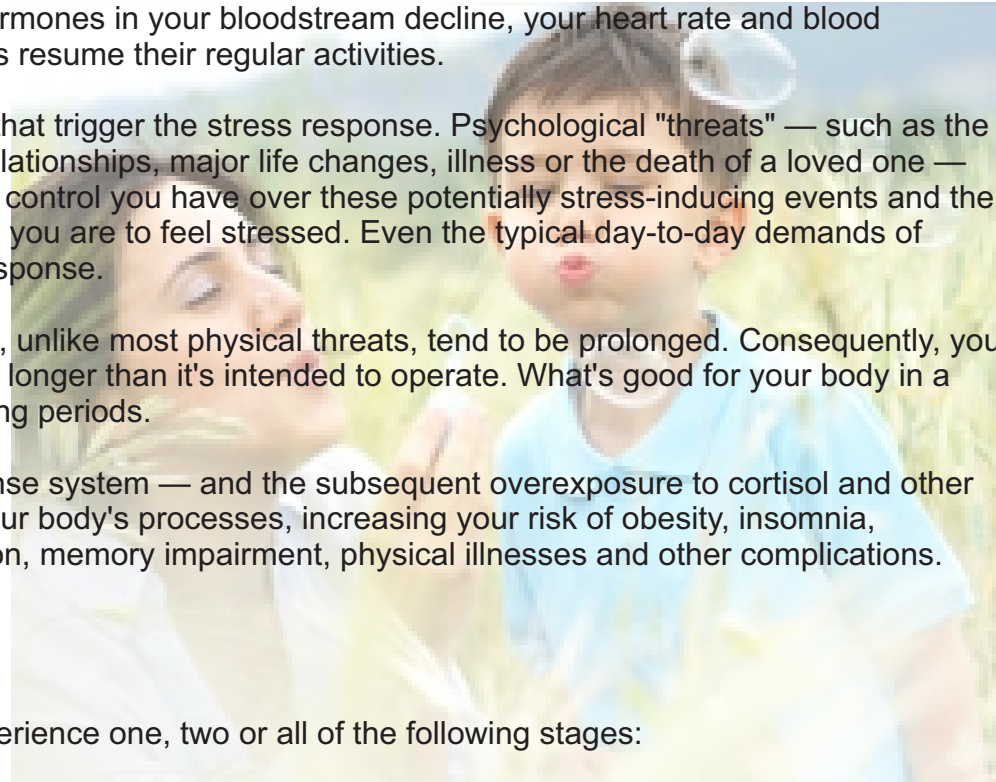 rmones in your bloodstream decline, your heart rate and blood
s resume their regular activities.
that trigger the stress response. Psychological "threats" — such as the
lationships, major life changes, illness or the death of a loved one —
control you have over these potentially stress-inducing events and the
you are to feel stressed. Even the typical day-to-day demands of
sponse.
, unlike most physical threats, tend to be prolonged. Consequently, you
longer than it's intended to operate. What's good for your body in a
ng periods.
nse system — and the subsequent overexposure to cortisol and other
ur body's processes, increasing your risk of obesity, insomnia,
on, memory impairment, physical illnesses and other complications.
erience one, two or all of the following stages: